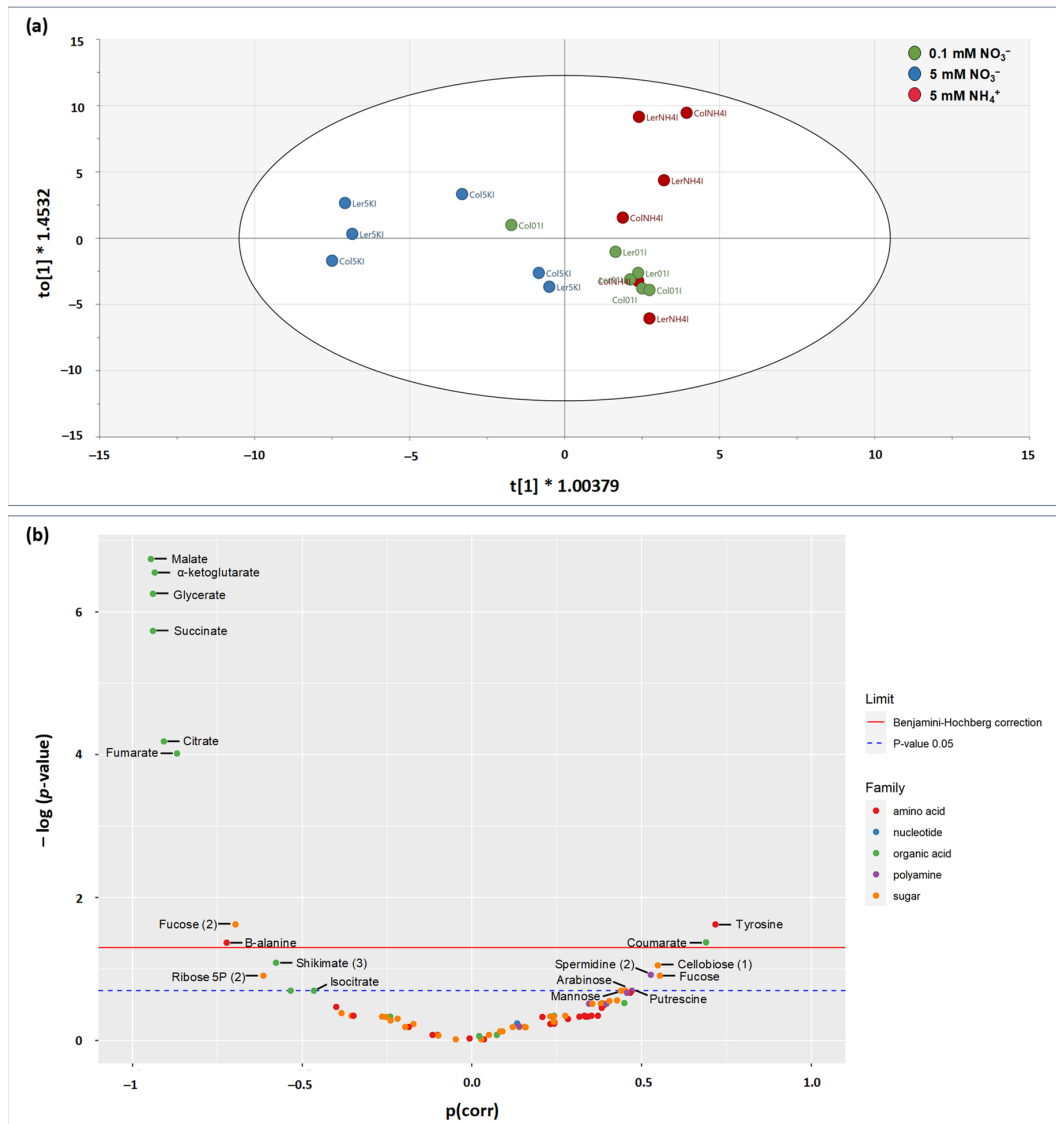 (a)
15
10
5
0
−5
−10
−15
to[1] * 1.4532
−15
−10
−5
0
5
10
15
t[1] * 1.00379
0.1 mM NO₃⁻
5 mM NO₃⁻
5 mM NH₄⁺
LerNH4I
ColNH4I
LerNH4I
Col5KI
Ler5KI
ColNH4I
Col01I
Ler5KI
Ler01I
Col5KI
Col5KI
Ler01I
ColNH4I
Ler5KI
Col01I
Col01I
LerNH4I
(b)
Malate
α-ketoglutarate
Glycerate
Succinate
Citrate
Fumarate
Fucose (2)
Tyrosine
B-alanine
Coumarate
Shikimate (3)
Spermidine (2)
Cellobiose (1)
Ribose 5P (2)
Isocitrate
Arabinose
Fucose
Mannose
Putrescine
6
4
2
0
− log (p-value)
−1
−0.5
0.0
0.5
1.0
p(corr)
Limit
Benjamini-Hochberg correction
P-value 0.05
Family
amino acid
nucleotide
organic acid
polyamine
sugar